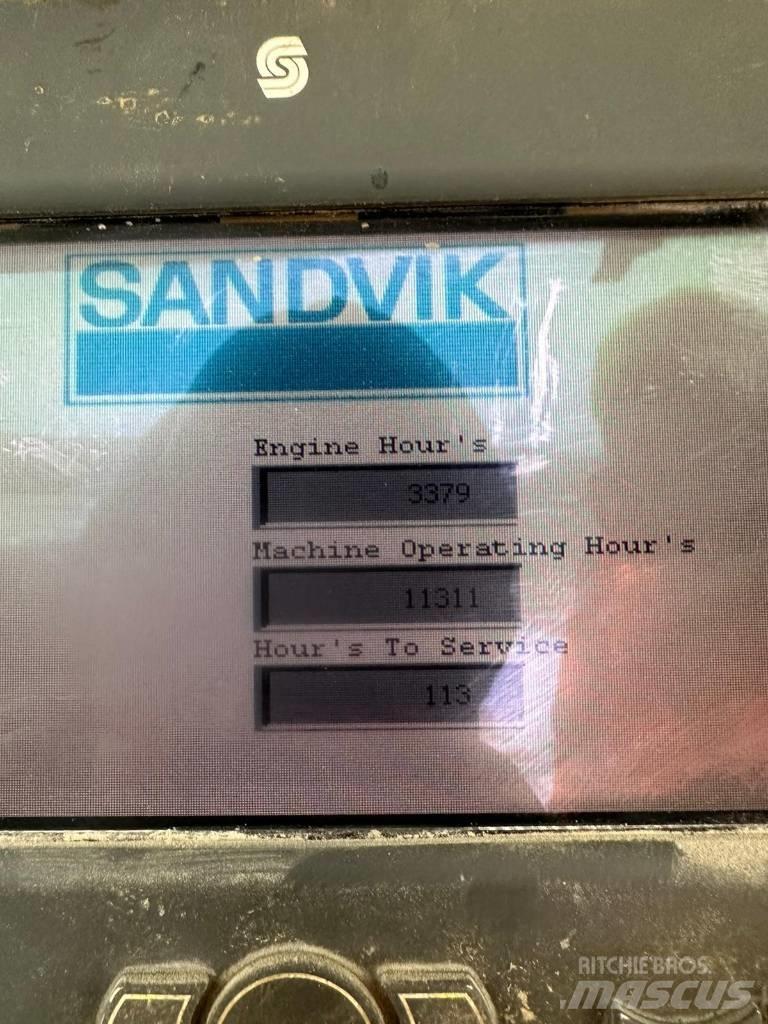 S
SANDVIK
Engine Hour's
3379
Machine Operating Hour's
11311
Hour's To Service
113
RITCHIE BROS.
mascus